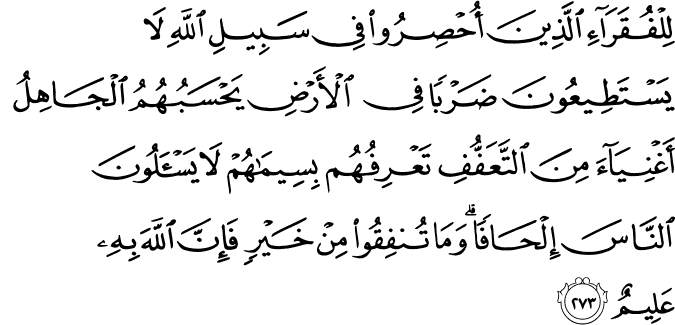 لِلْفُقَرَآءِ ٱلَّذِينَ أُحْصِرُوا۟ فِى سَبِيلِ ٱللَّهِ لَا
يَسْتَطِيعُونَ ضَرْبًا فِى ٱلْأَرْضِ يَحْسَبُهُمُ ٱلْجَاهِلُ
أَغْنِيَآءَ مِنَ ٱلتَّعَفُّفِ تَعْرِفُهُم بِسِيمَٰهُمْ لَا يَسْـَٔلُونَ
ٱلنَّاسَ إِلْحَافًا ۗ وَمَا تُنفِقُوا۟ مِنْ خَيْرٍ فَإِنَّ ٱللَّهَ بِهِۦ
عَلِيمٌ ٢٧٣